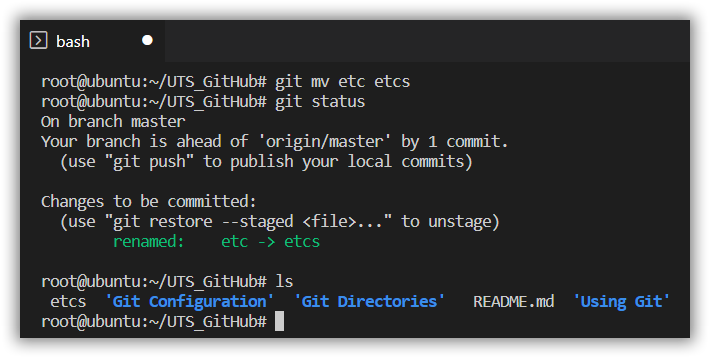 bash
root@ubuntu:~/UTS_GitHub# git mv etc etcs
root@ubuntu:~/UTS_GitHub# git status
On branch master
Your branch is ahead of 'origin/master' by 1 commit.
  (use "git push" to publish your local commits)

Changes to be committed:
  (use "git restore --staged <file>..." to unstage)
        renamed:    etc -> etcs

root@ubuntu:~/UTS_GitHub# ls
 etcs  'Git Configuration'  'Git Directories'   README.md  'Using Git'
root@ubuntu:~/UTS_GitHub#